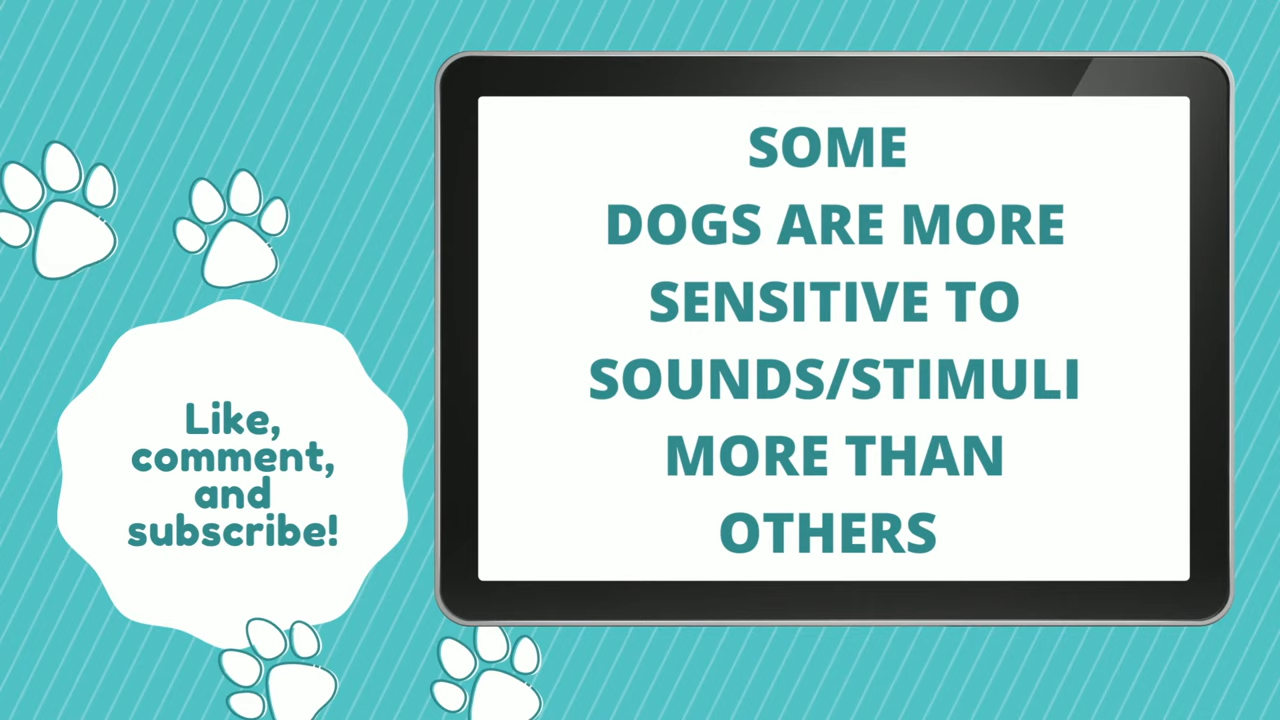 SOME
DOGS ARE MORE
SENSITIVE TO
SOUNDS/STIMULI
MORE THAN
OTHERS
Like,
comment,
and
subscribe!